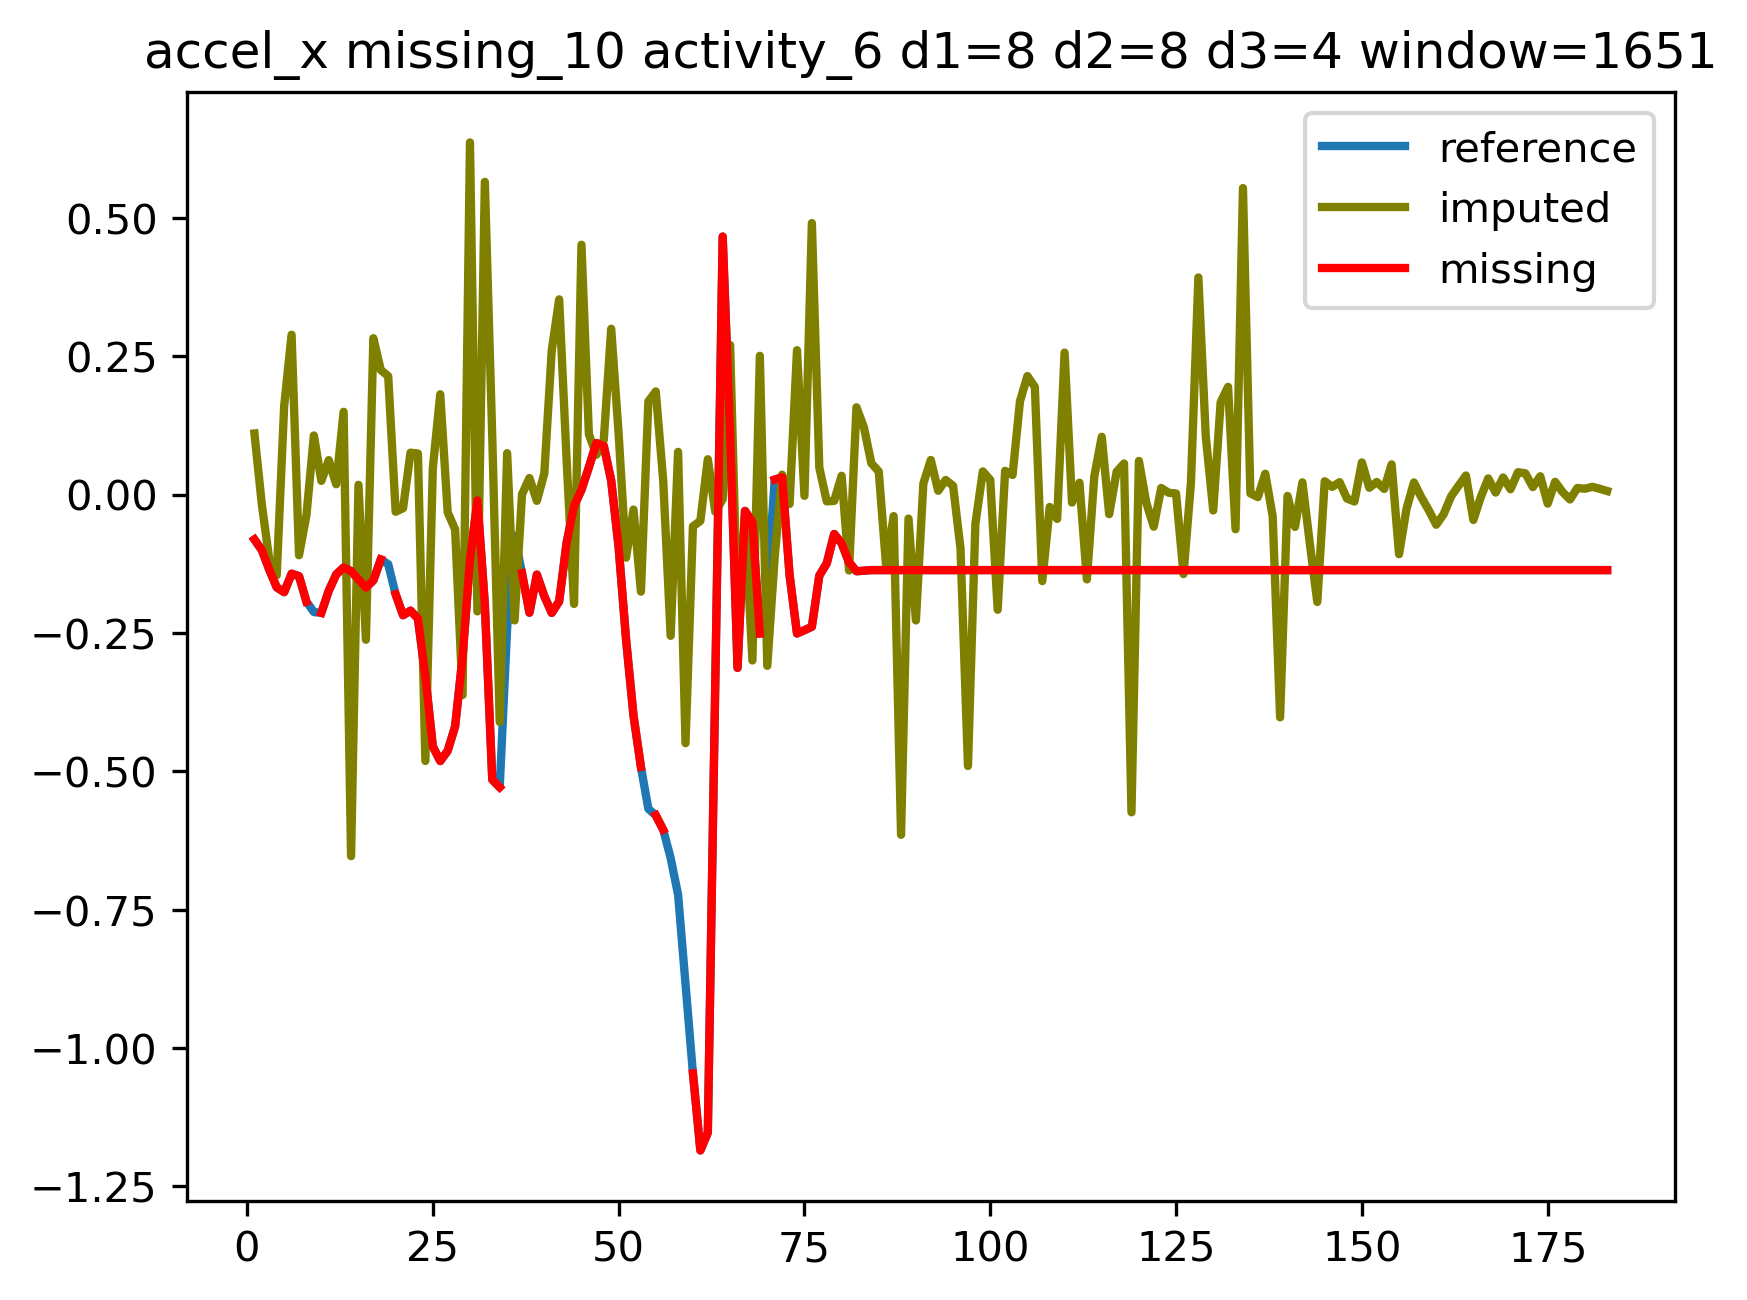 accel_x missing_10 activity_6 d1=8 d2=8 d3=4 window=1651
reference
imputed
missing
0.50
0.25
0.00
−0.25
−0.50
−0.75
−1.00
−1.25
0 25 50 75 100 125 150 175